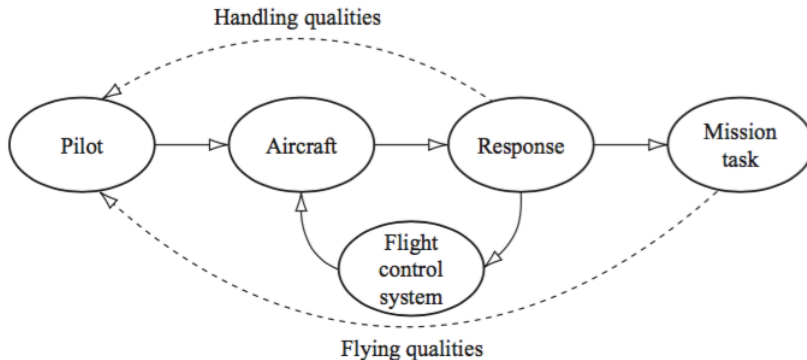 Handling qualities
Pilot
Aircraft
Response
Mission
task
Flight
control
system
Flying qualities